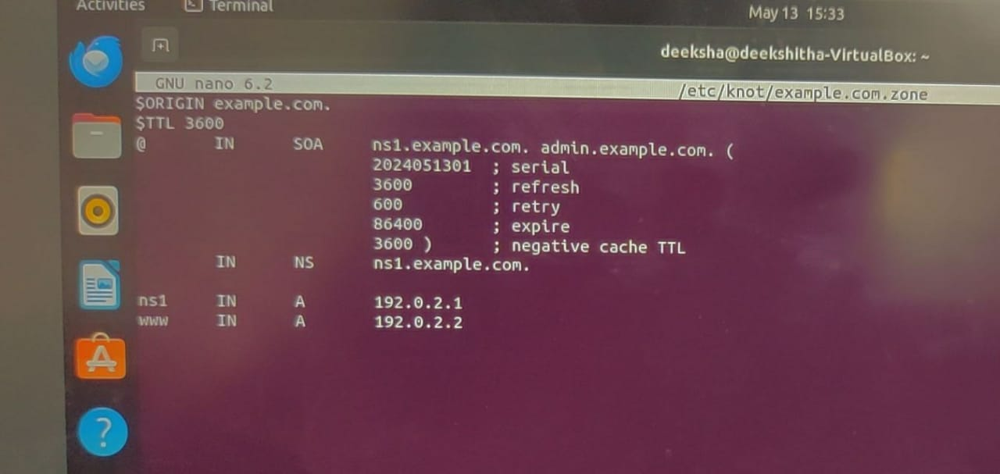 Activities Terminal May 13 15:33
deeksha@deekshitha-VirtualBox: ~
GNU nano 6.2 /etc/knot/example.com.zone
$ORIGIN example.com.
$TTL 3600
@ IN SOA ns1.example.com. admin.example.com. (
2024051301 ; serial
3600 ; refresh
600 ; retry
86400 ; expire
3600 ) ; negative cache TTL
IN NS ns1.example.com.
ns1 IN A 192.0.2.1
www IN A 192.0.2.2